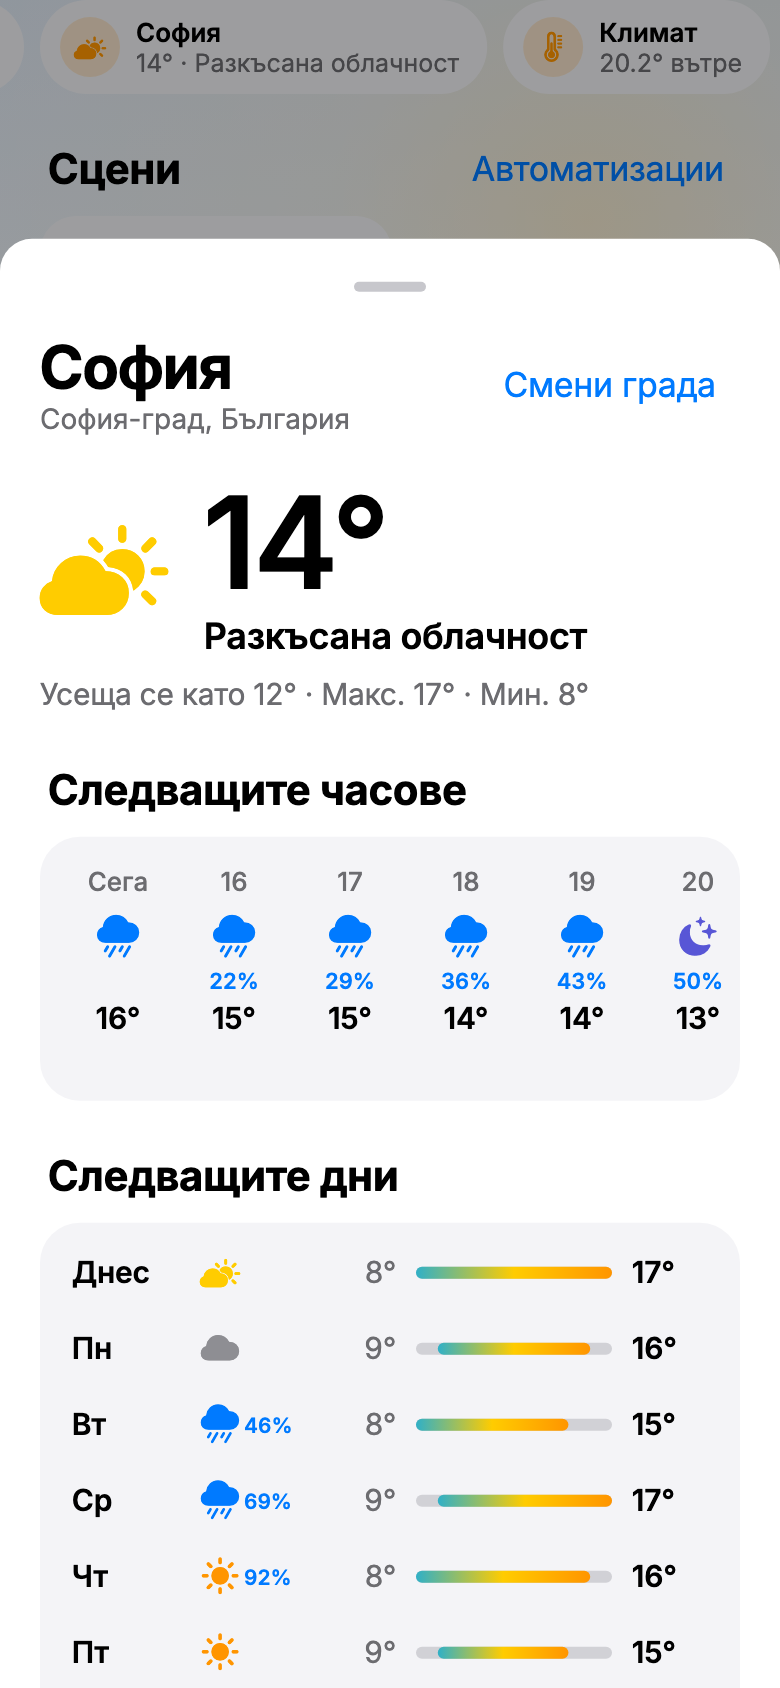 София
14° · Разкъсана облачност
Климат
20.2° вътре
Сцени
Автоматизации
София
Смени града
София-град, България
14°
Разкъсана облачност
Усеща се като 12° · Макс. 17° · Мин. 8°
Следващите часове
Сега 16 17 18 19 20
22% 29% 36% 43% 50%
16° 15° 15° 14° 14° 13°
Следващите дни
Днес 8° 17°
Пн 9° 16°
Вт 46% 8° 15°
Ср 69% 9° 17°
Чт 92% 8° 16°
Пт 9° 15°